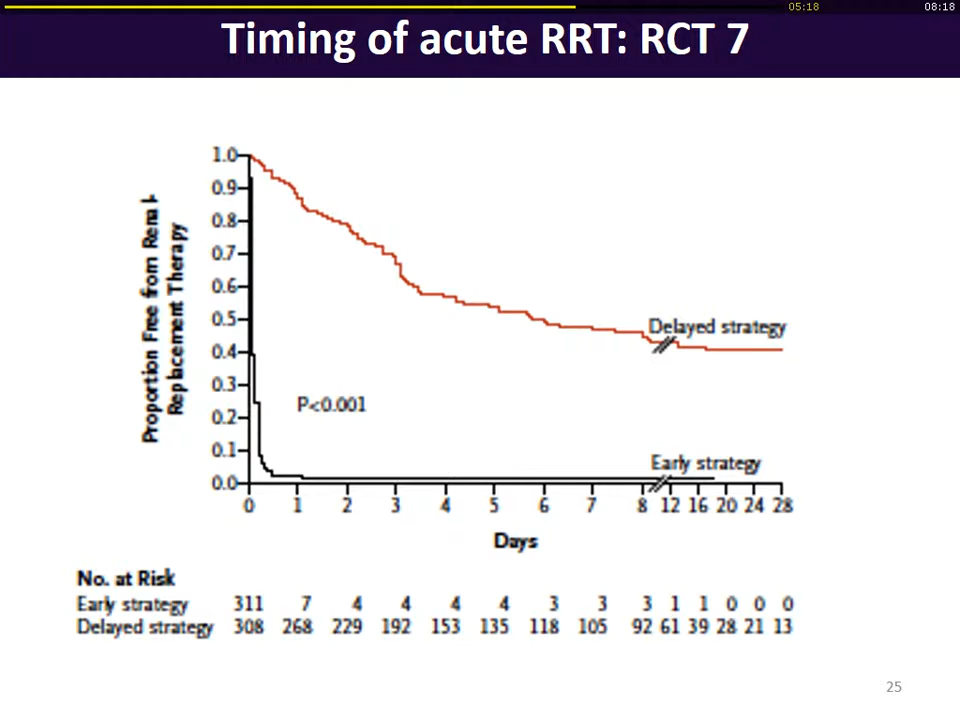 05:18
08:18
Timing of acute RRT: RCT 7
Proportion Free from Renal-
Replacement Therapy
1.0
0.9
0.8
0.7
0.6
0.5
0.4
0.3
0.2
0.1
0.0
Delayed strategy
P<0.001
Early strategy
0 1 2 3 4 5 6 7 8 12 16 20 24 28
Days
No. at Risk
Early strategy 311 7 4 4 4 4 3 3 3 1 1 0 0 0
Delayed strategy 308 268 229 192 153 135 118 105 92 61 39 28 21 13
25